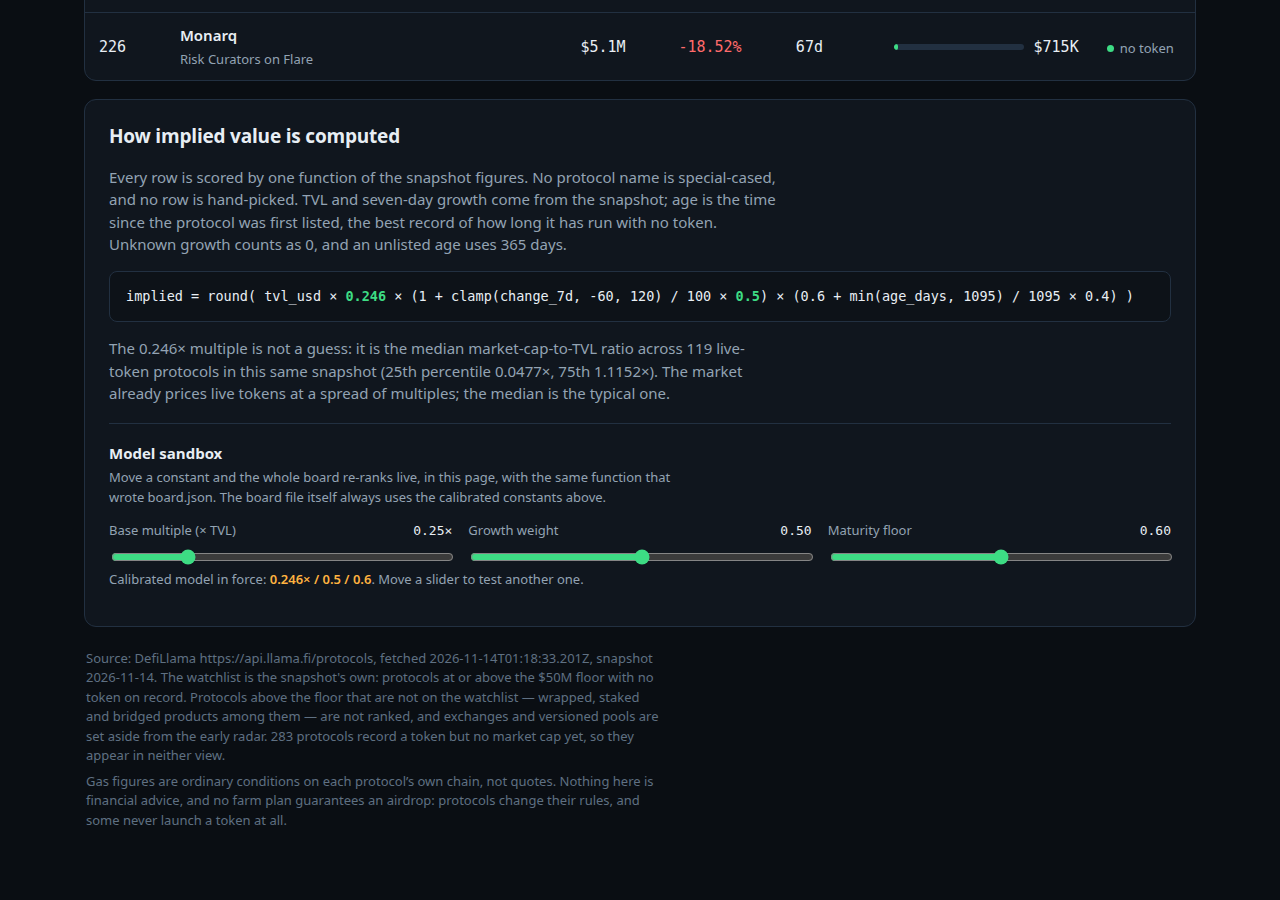 226
Monarq
Risk Curators on Flare
$5.1M
-18.52%
67d
$715K
no token
How implied value is computed
Every row is scored by one function of the snapshot figures. No protocol name is special-cased,
and no row is hand-picked. TVL and seven-day growth come from the snapshot; age is the time
since the protocol was first listed, the best record of how long it has run with no token.
Unknown growth counts as 0, and an unlisted age uses 365 days.
implied = round( tvl_usd × 0.246 × (1 + clamp(change_7d, -60, 120) / 100 × 0.5) × (0.6 + min(age_days, 1095) / 1095 × 0.4) )
The 0.246× multiple is not a guess: it is the median market-cap-to-TVL ratio across 119 live-
token protocols in this same snapshot (25th percentile 0.0477×, 75th 1.1152×). The market
already prices live tokens at a spread of multiples; the median is the typical one.
Model sandbox
Move a constant and the whole board re-ranks live, in this page, with the same function that
wrote board.json. The board file itself always uses the calibrated constants above.
Base multiple (× TVL)
0.25×
Growth weight
0.50
Maturity floor
0.60
Calibrated model in force: 0.246× / 0.5 / 0.6. Move a slider to test another one.
Source: DefiLlama https://api.llama.fi/protocols, fetched 2026-11-14T01:18:33.201Z, snapshot
2026-11-14. The watchlist is the snapshot's own: protocols at or above the $50M floor with no
token on record. Protocols above the floor that are not on the watchlist — wrapped, staked
and bridged products among them — are not ranked, and exchanges and versioned pools are
set aside from the early radar. 283 protocols record a token but no market cap yet, so they
appear in neither view.
Gas figures are ordinary conditions on each protocol's own chain, not quotes. Nothing here is
financial advice, and no farm plan guarantees an airdrop: protocols change their rules, and
some never launch a token at all.